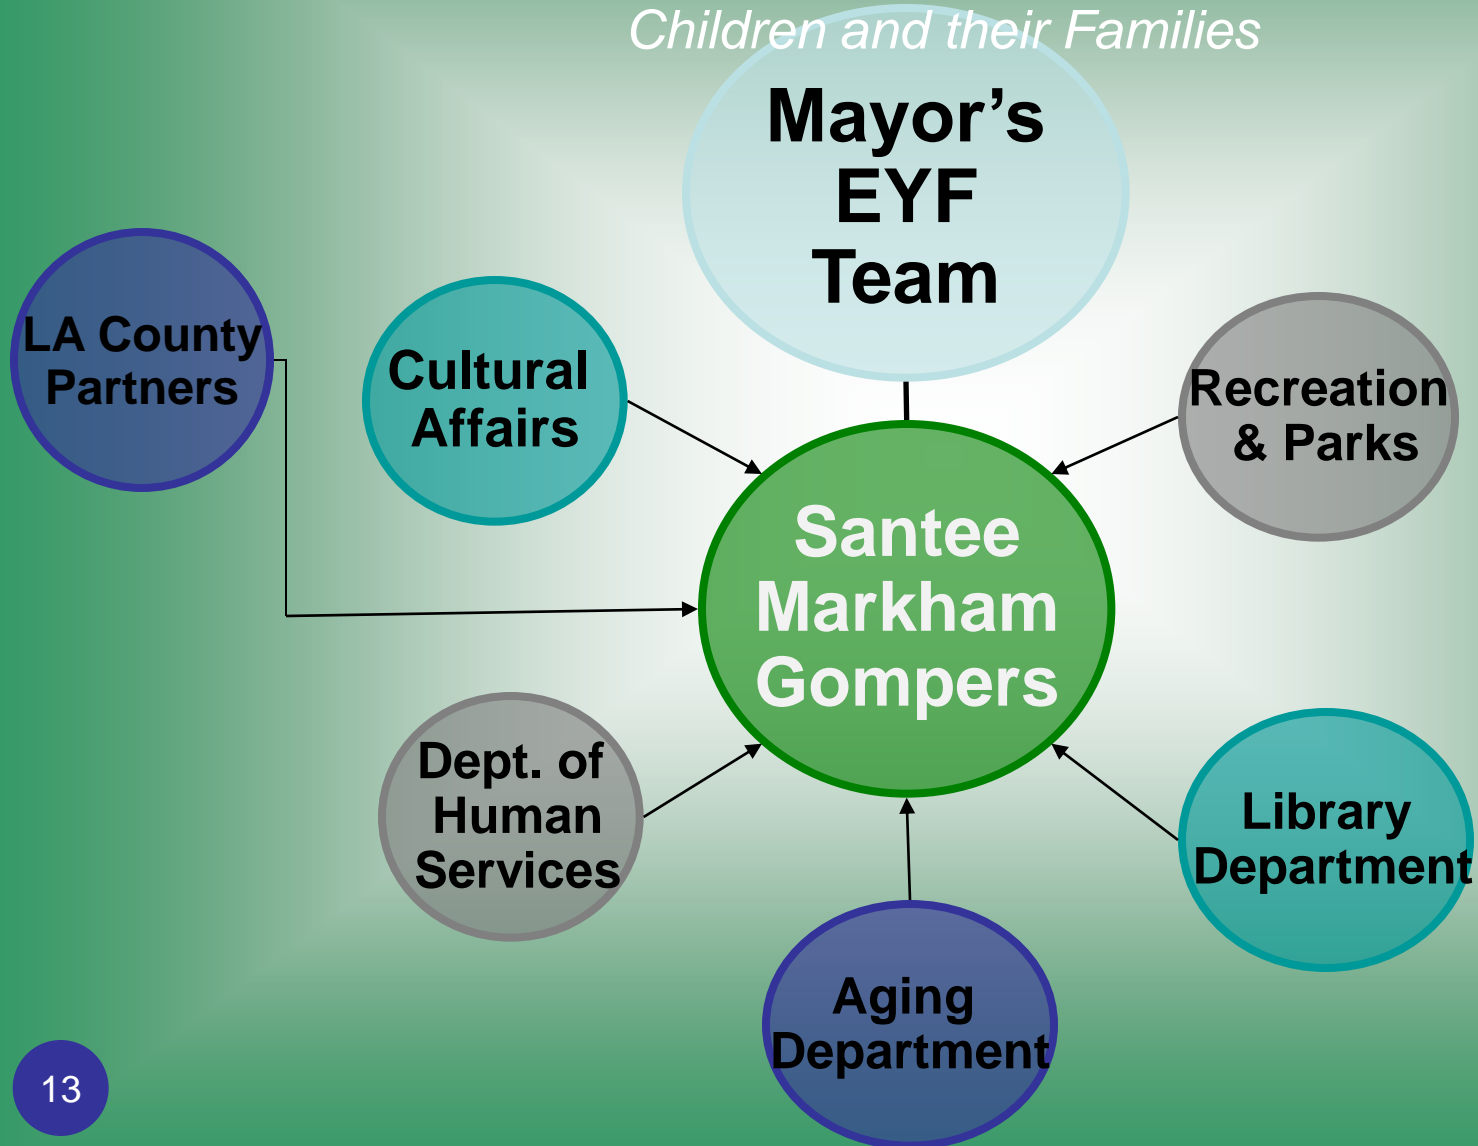 Children and their Families
Mayor’s
EYF
Team
LA County
Partners
Cultural
Affairs
Recreation
& Parks
Santee
Markham
Gompers
Dept. of
Human
Services
Library
Department
Aging
Department
13